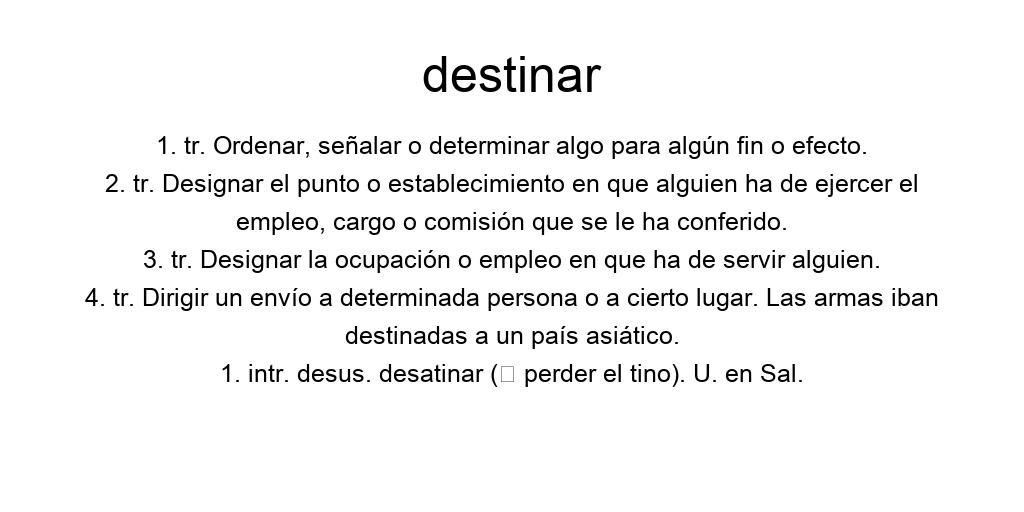 destinar
1. tr. Ordenar, señalar o determinar algo para algún fin o efecto.
2. tr. Designar el punto o establecimiento en que alguien ha de ejercer el
empleo, cargo o comisión que se le ha conferido.
3. tr. Designar la ocupación o empleo en que ha de servir alguien.
4. tr. Dirigir un envío a determinada persona o a cierto lugar. Las armas iban
destinadas a un país asiático.
1. intr. desus. desatinar (□ perder el tino). U. en Sal.